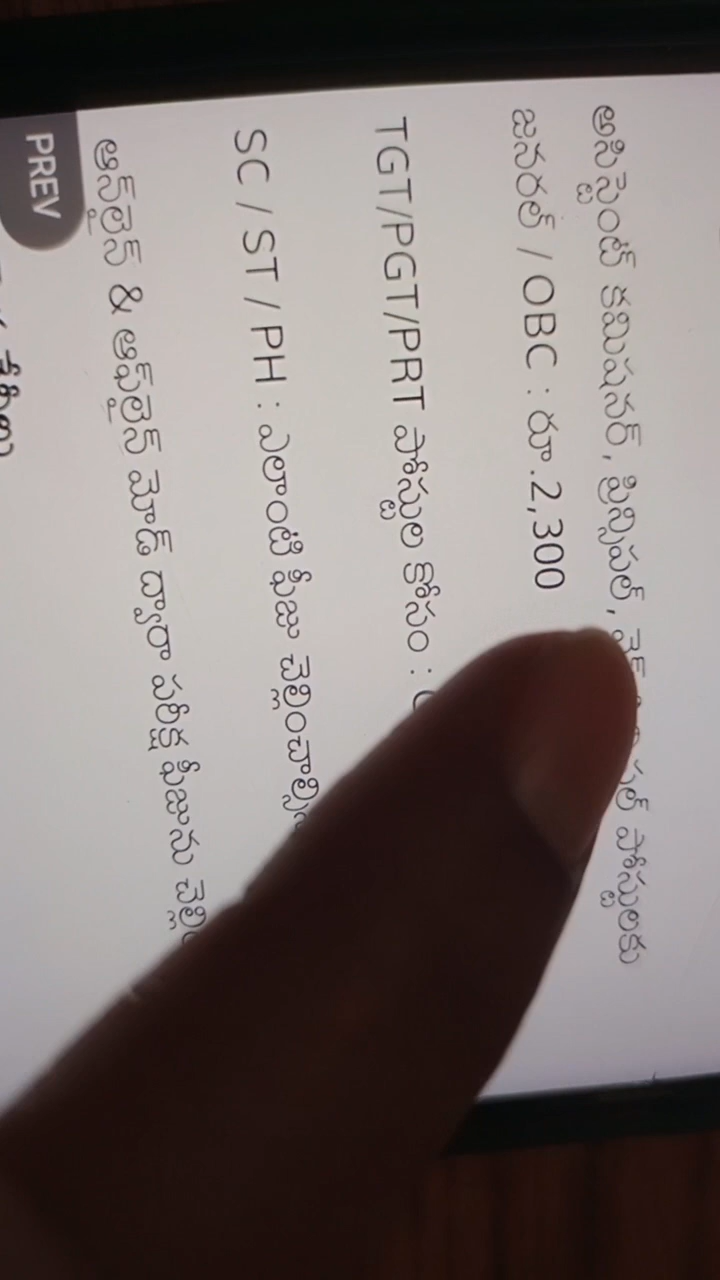 అసిస్టెంట్ కమిషనర్, ప్రిన్సిపల్, వైస్ పోస్టులకు
జనరల్ / OBC : రూ.2,300
TGT/PGT/PRT పోస్టుల కోసం :
SC / ST / PH : ఎలాంటి ఫీజు
ఆన్‌లైన్ & ఆఫ్‌లైన్ మోడ్ ద్వారా పరీక్ష ఫీజును
PREV